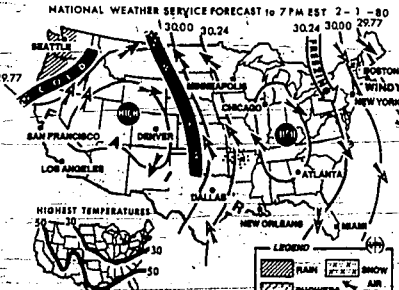 NATIONAL WEATHER SERVICE FORECAST to 7 PM EST 2 - 1 -80
30.00 30.24
30.24 30.00 29.77
SEATTLE
29.77
COLD
BOSTON
WINDY
NEW YORK
MINNEAPOLIS
CHICAGO
HIGH
SAN FRANCISCO
DENVER
LOS ANGELES
ATLANTA
DALLAS
NEW ORLEANS
MIAMI
F A I R
HIGHEST TEMPERATURES
50 30
30
50
LEGEND
RAIN
SNOW
SHOWERS
AIR